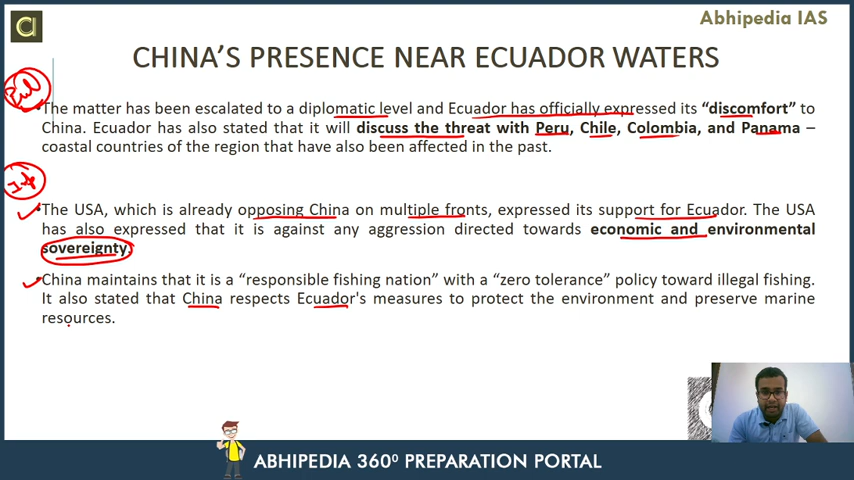 Abhipedia IAS
CHINA'S PRESENCE NEAR ECUADOR WATERS
The matter has been escalated to a diplomatic level and Ecuador has officially expressed its "discomfort" to
China. Ecuador has also stated that it will discuss the threat with Peru, Chile, Colombia, and Panama –
coastal countries of the region that have also been affected in the past.
The USA, which is already opposing China on multiple fronts, expressed its support for Ecuador. The USA
has also expressed that it is against any aggression directed towards economic and environmental
sovereignty.
China maintains that it is a "responsible fishing nation" with a "zero tolerance" policy toward illegal fishing.
It also stated that China respects Ecuador's measures to protect the environment and preserve marine
resources.
ABHIPEDIA 360⁰ PREPARATION PORTAL